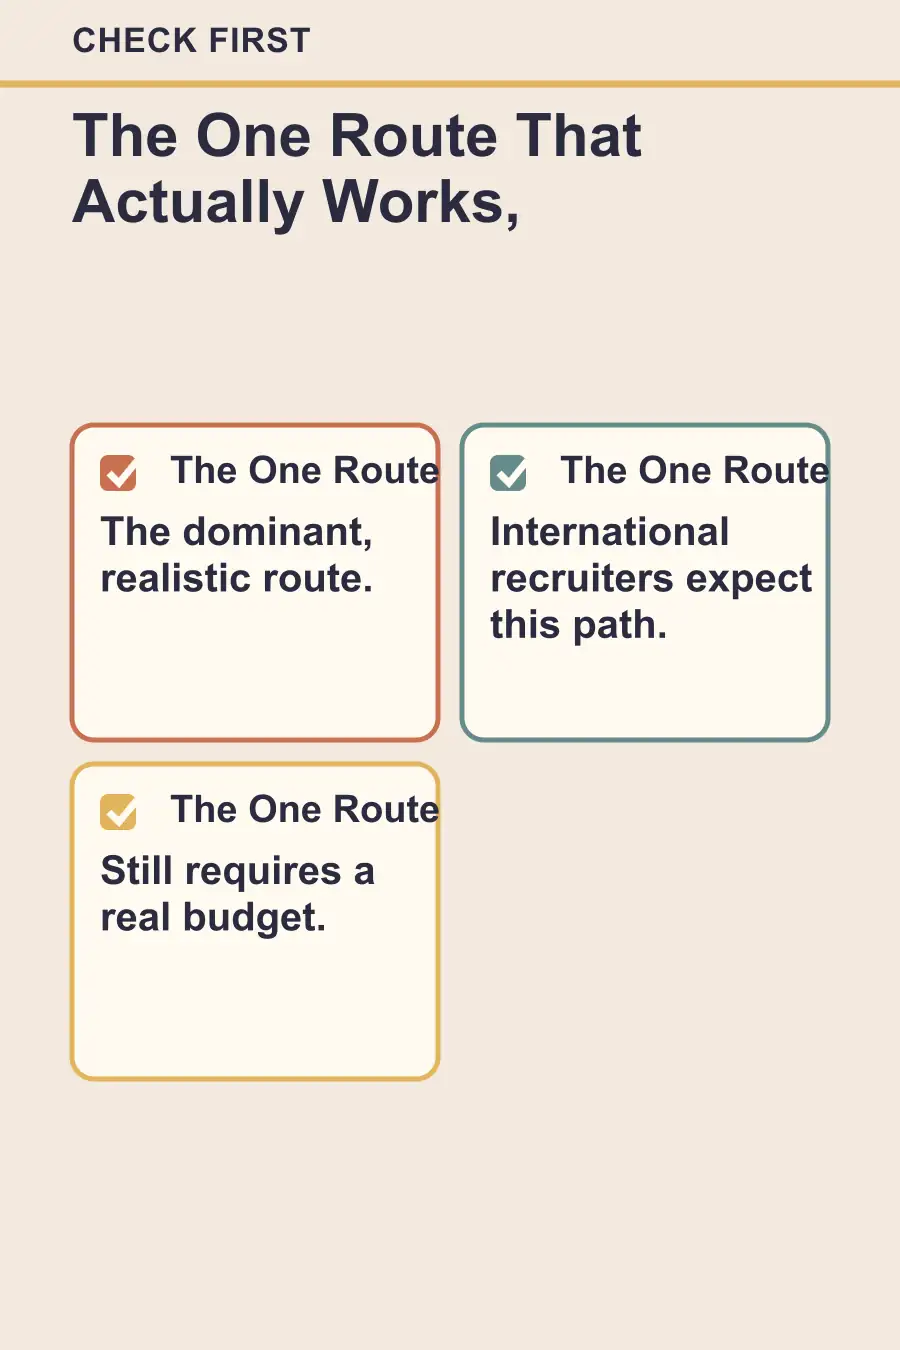 CHECK FIRST
The One Route That
Actually Works,
The One Route
The dominant,
realistic route.
The One Route
International
recruiters expect
this path.
The One Route
Still requires a
real budget.